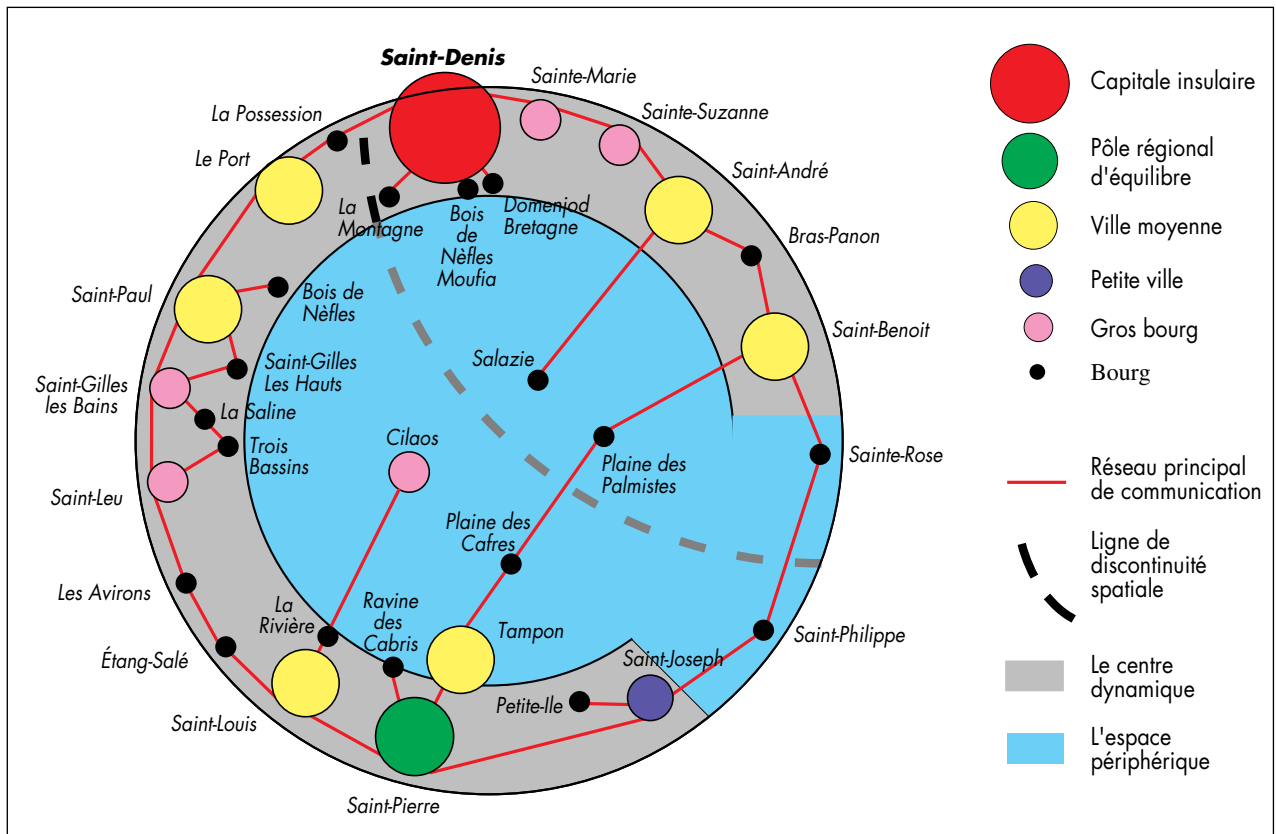 Saint-Denis
Sainte-Marie
Sainte-Suzanne
La Possession
Le Port
Saint-André
La
Montagne
Bois
de
Nèfles
Moufia
Domenjod
Bretagne
Bras-Panon
Saint-Paul
Bois de
Nèfles
Saint-Benoit
Saint-Gilles
les Bains
Saint-Gilles
Les Hauts
Salazie
La Saline
Trois
Bassins
Cilaos
Plaine des
Palmistes
Sainte-Rose
Saint-Leu
Plaine des
Cafres
Les Avirons
La
Rivière
Ravine
des
Cabris
Tampon
Saint-Philippe
Étang-Salé
Saint-Joseph
Petite-Ile
Saint-Louis
Saint-Pierre
Capitale insulaire
Pôle régional
d'équilibre
Ville moyenne
Petite ville
Gros bourg
Bourg
Réseau principal
de communication
Ligne de
discontinuité
spatiale
Le centre
dynamique
L'espace
périphérique